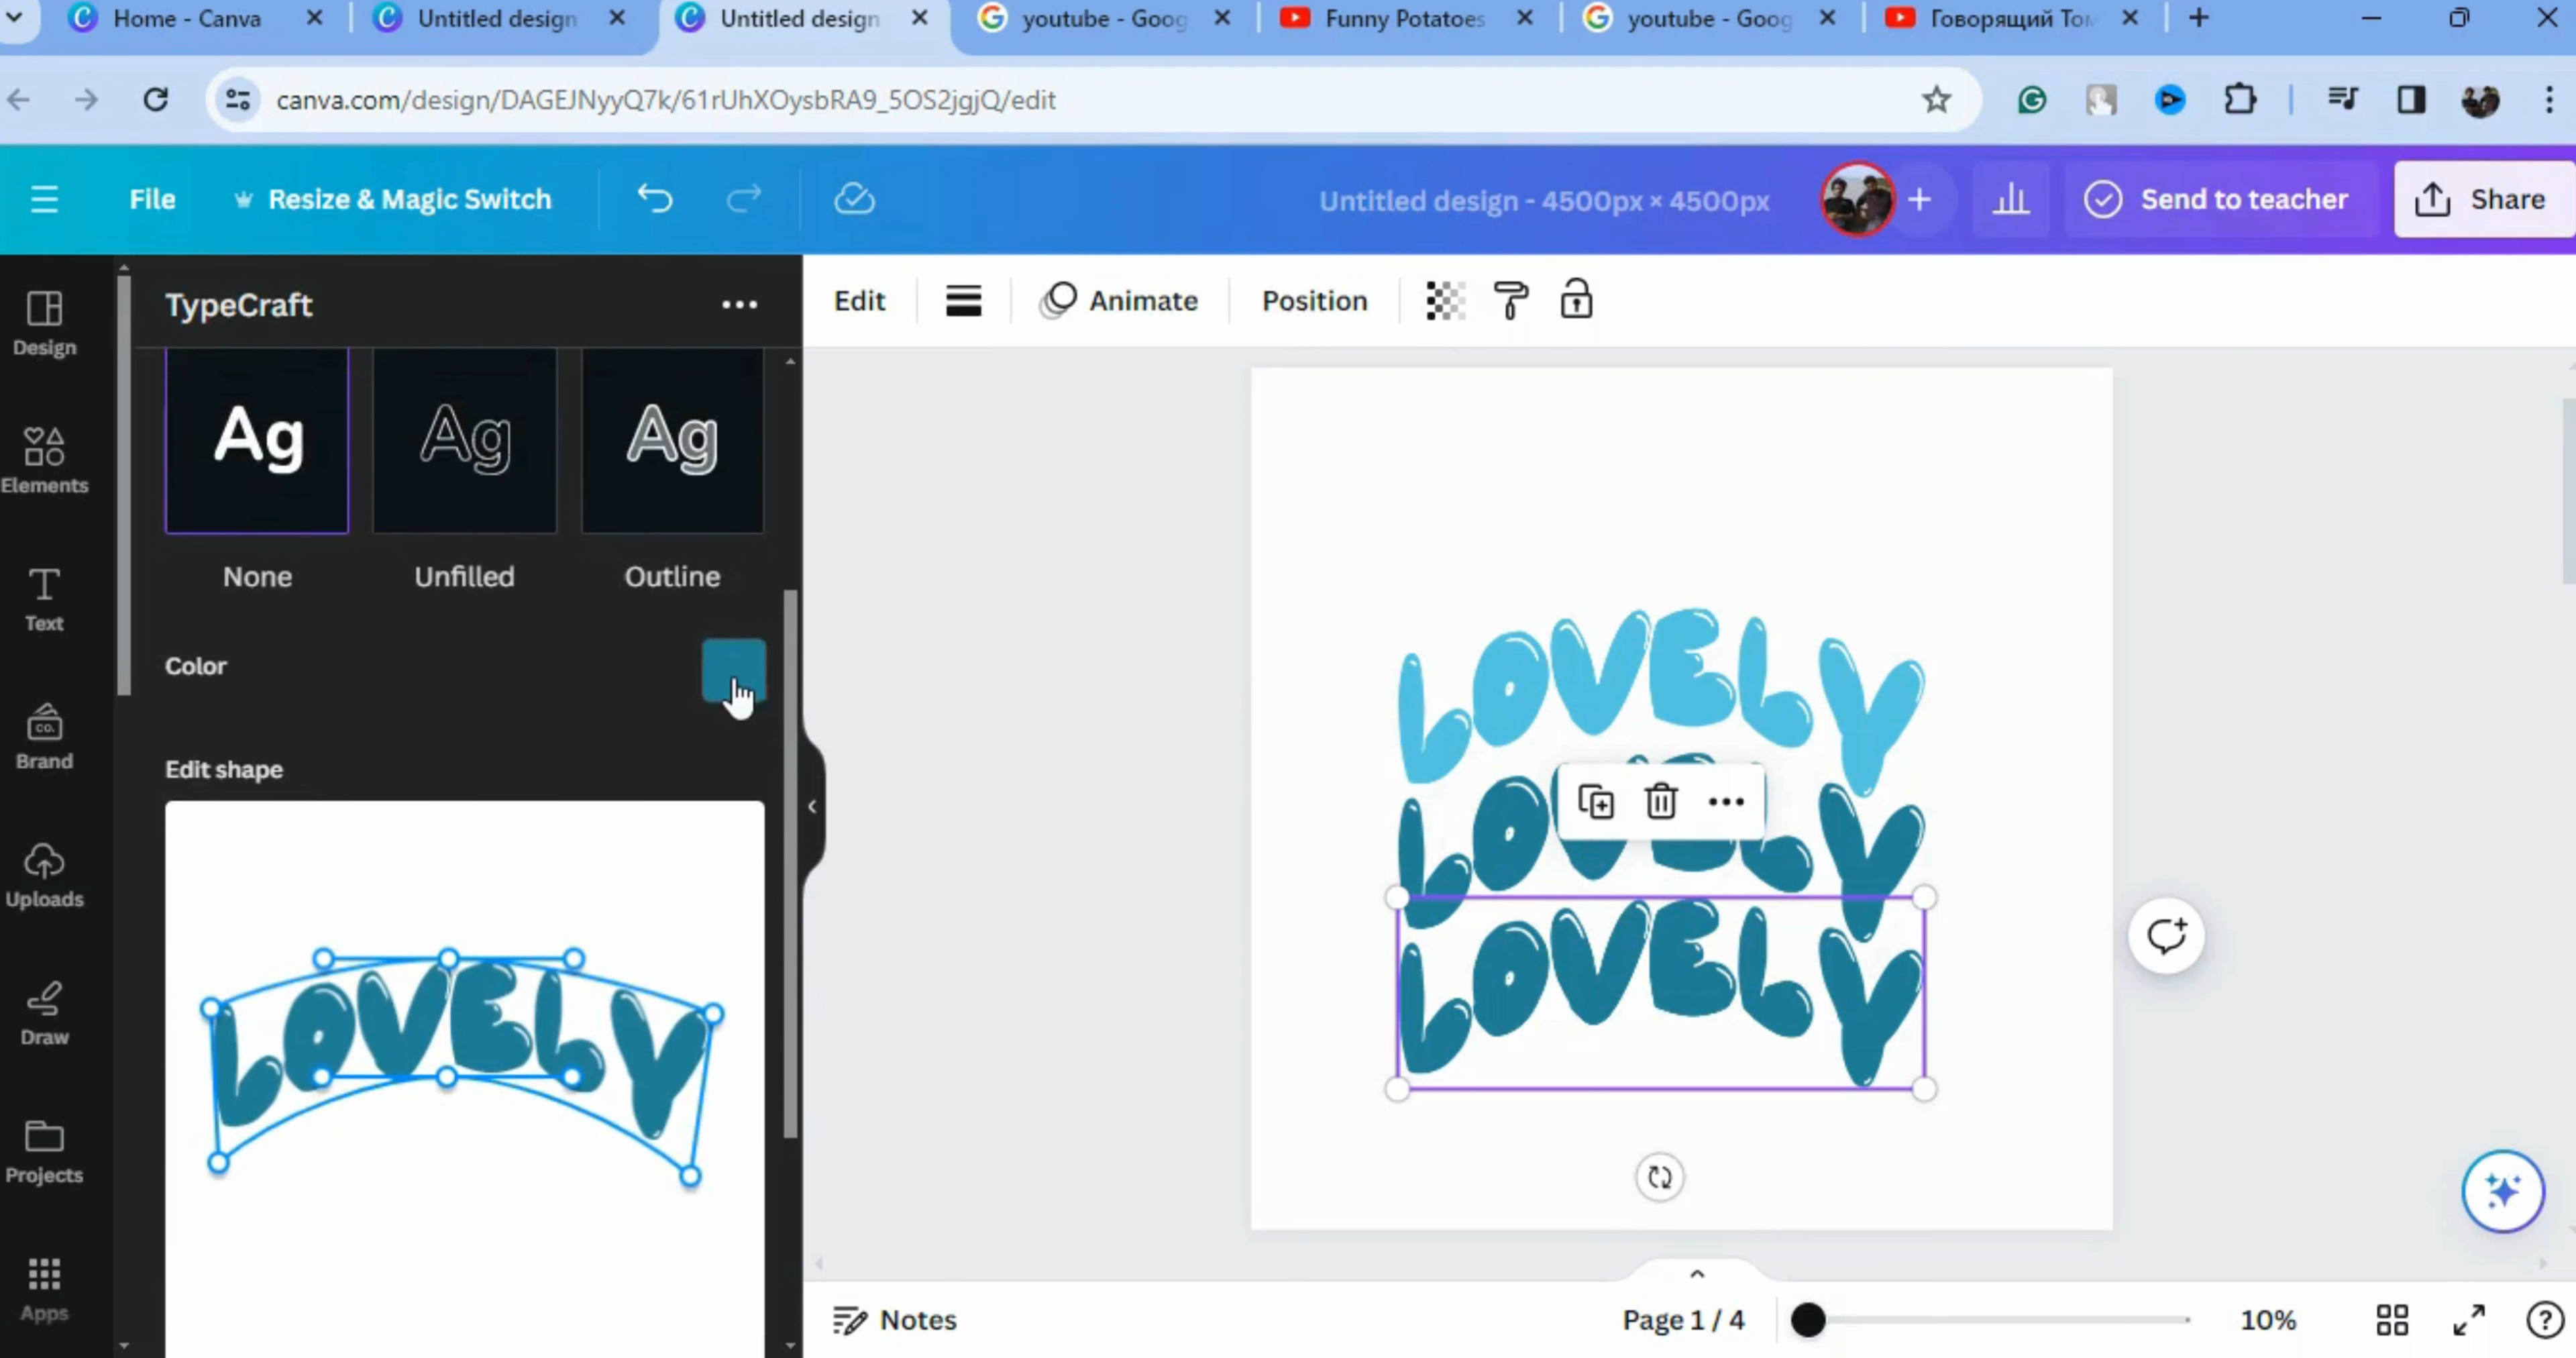 Home - Canva
Untitled design
Untitled design
youtube - Goog
Funny Potatoes
youtube - Goog
Говорящий Том
canva.com/design/DAGEJNyyQ7k/61rUhXOysbRA9_5OS2jgjQ/edit
File
Resize & Magic Switch
Untitled design - 4500px × 4500px
Send to teacher
Share
Design
Elements
Text
Brand
CO.
Uploads
Draw
Projects
Apps
TypeCraft
Ag
Ag
Ag
None
Unfilled
Outline
Color
Edit shape
LOVELY
Edit
Animate
Position
LOVELY
LOVELY
LOVELY
Notes
Page 1 / 4
10%